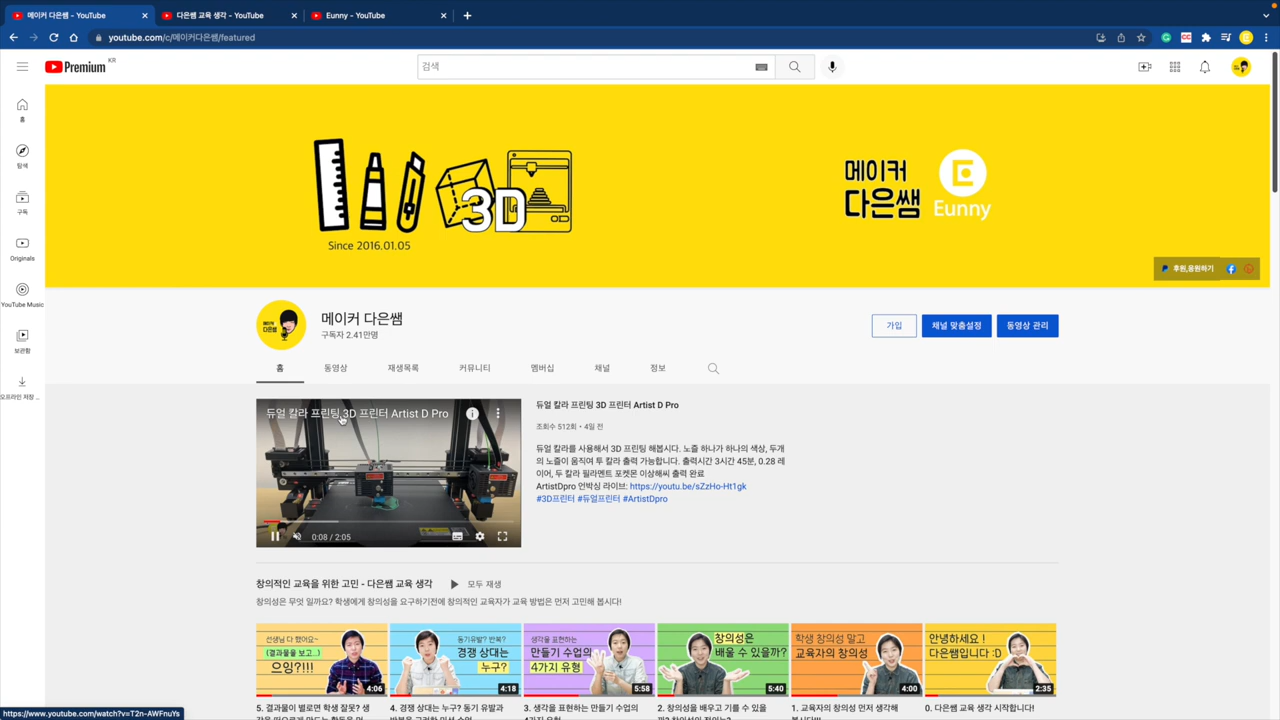 메이커 다은쌤 - YouTube
다은쌤 교육 생각 - YouTube
Eunny - YouTube
youtube.com/c/메이커다은쌤/featured
Premium KR
검색
홈
탐색
구독
Originals
YouTube Music
보관함
오프라인 저장 ...
3D
Since 2016.01.05
메이커
다은쌤
Eunny
후원,응원하기
메이커
다은쌤
메이커 다은쌤
구독자 2.41만명
가입
채널 맞춤설정
동영상 관리
홈
동영상
재생목록
커뮤니티
멤버십
채널
정보
듀얼 칼라 프린팅 3D 프린터 Artist D Pro
0:08 / 2:05
듀얼 칼라 프린팅 3D 프린터 Artist D Pro
조회수 512회 • 4일 전
듀얼 칼라를 사용해서 3D 프린팅 해봅시다. 노즐 하나가 하나의 색상, 두개
의 노즐이 움직여 투 칼라 출력 가능합니다. 출력시간 3시간 45분, 0.28 레
이어, 두 칼라 필라멘트 포켓몬 이상해씨 출력 완료
ArtistDpro 언박싱 라이브: https://youtu.be/sZzHo-Ht1gk
#3D프린터 #듀얼프린터 #ArtistDpro
창의적인 교육을 위한 고민 - 다은쌤 교육 생각
모두 재생
창의성은 무엇 일까요? 학생에게 창의성을 요구하기전에 창의적인 교육자가 교육 방법은 먼저 고민해 봅시다!
선생님 다 했어요~
(결과물을 보고...)
으잉?!!!
4:06
동기유발? 반복?
경쟁 상대는
누구?
4:18
생각을 표현하는
만들기 수업의
4가지 유형
5:58
창의성은
배울 수 있을까?
5:40
학생 창의성 말고
교육자의 창의성
4:00
안녕하세요 !
다은쌤입니다 :D
2:35
5. 결과물이 별로면 학생 잘못? 생
4. 경쟁 상대는 누구? 동기 유발과
3. 생각을 표현하는 만들기 수업의
2. 창의성을 배우고 기를 수 있을
1. 교육자의 창의성 먼저 생각해
0. 다은쌤 교육 생각 시작합니다!
https://www.youtube.com/watch?v=T2n-AWFnuYs